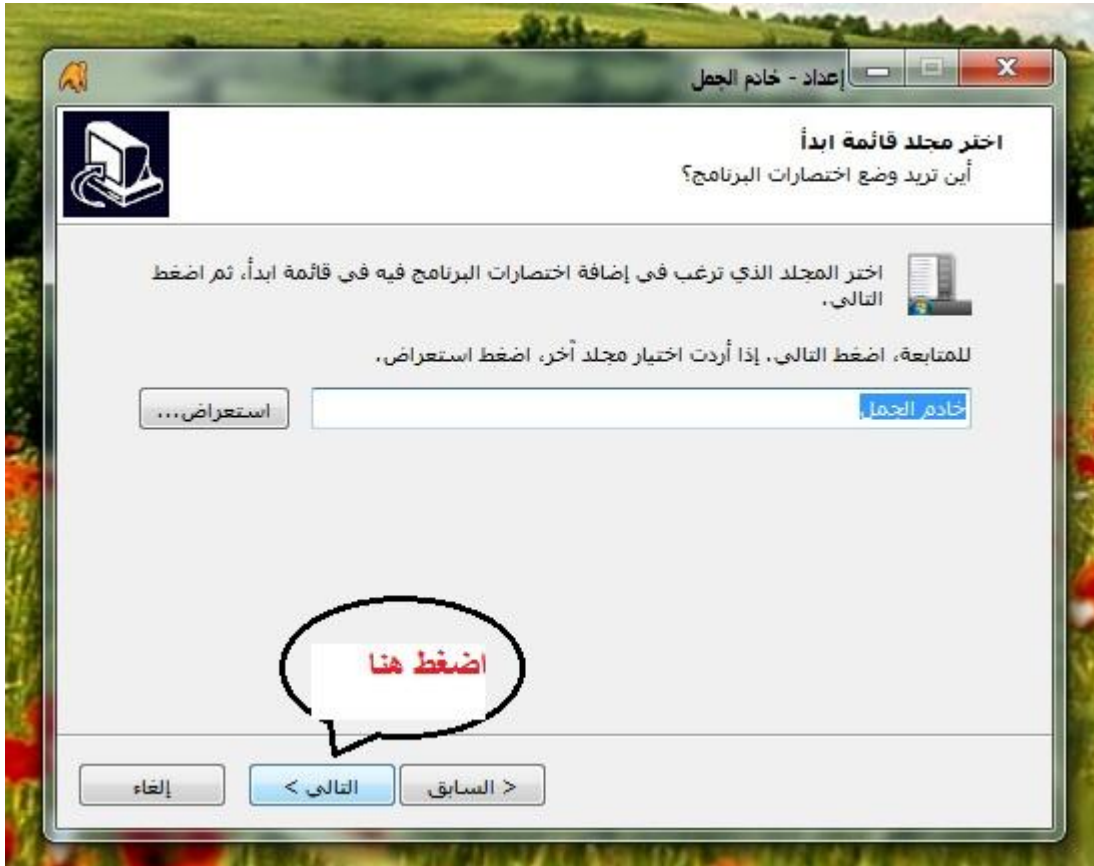 إعداد - خادم الجمل
اختر مجلد قائمة ابدأ
أين تريد وضع اختصارات البرنامج؟
اختر المجلد الذي ترغب في إضافة اختصارات البرنامج فيه في قائمة ابدأ، ثم اضغط
التالي.
للمتابعة، اضغط التالي. إذا أردت اختيار مجلد آخر، اضغط استعراض.
خادم الجمل
استعراض...
اضغط هنا
< السابق
التالي >
إلغاء